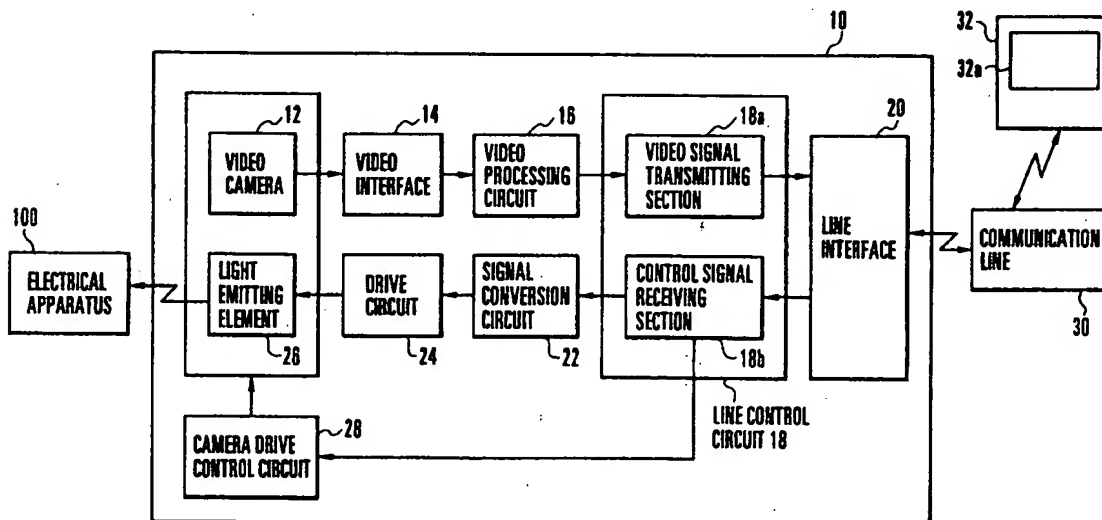 10
32
32a
12
14
16
18a
20
VIDEO
CAMERA
VIDEO
INTERFACE
VIDEO
PROCESSING
CIRCUIT
VIDEO SIGNAL
TRANSMITTING
SECTION
LINE
INTERFACE
100
ELECTRICAL
APPARATUS
LIGHT
EMITTING
ELEMENT
26
DRIVE
CIRCUIT
24
SIGNAL
CONVERSION
CIRCUIT
22
CONTROL SIGNAL
RECEIVING
SECTION
18b
COMMUNICATION
LINE
30
LINE CONTROL
CIRCUIT 18
28
CAMERA DRIVE
CONTROL CIRCUIT